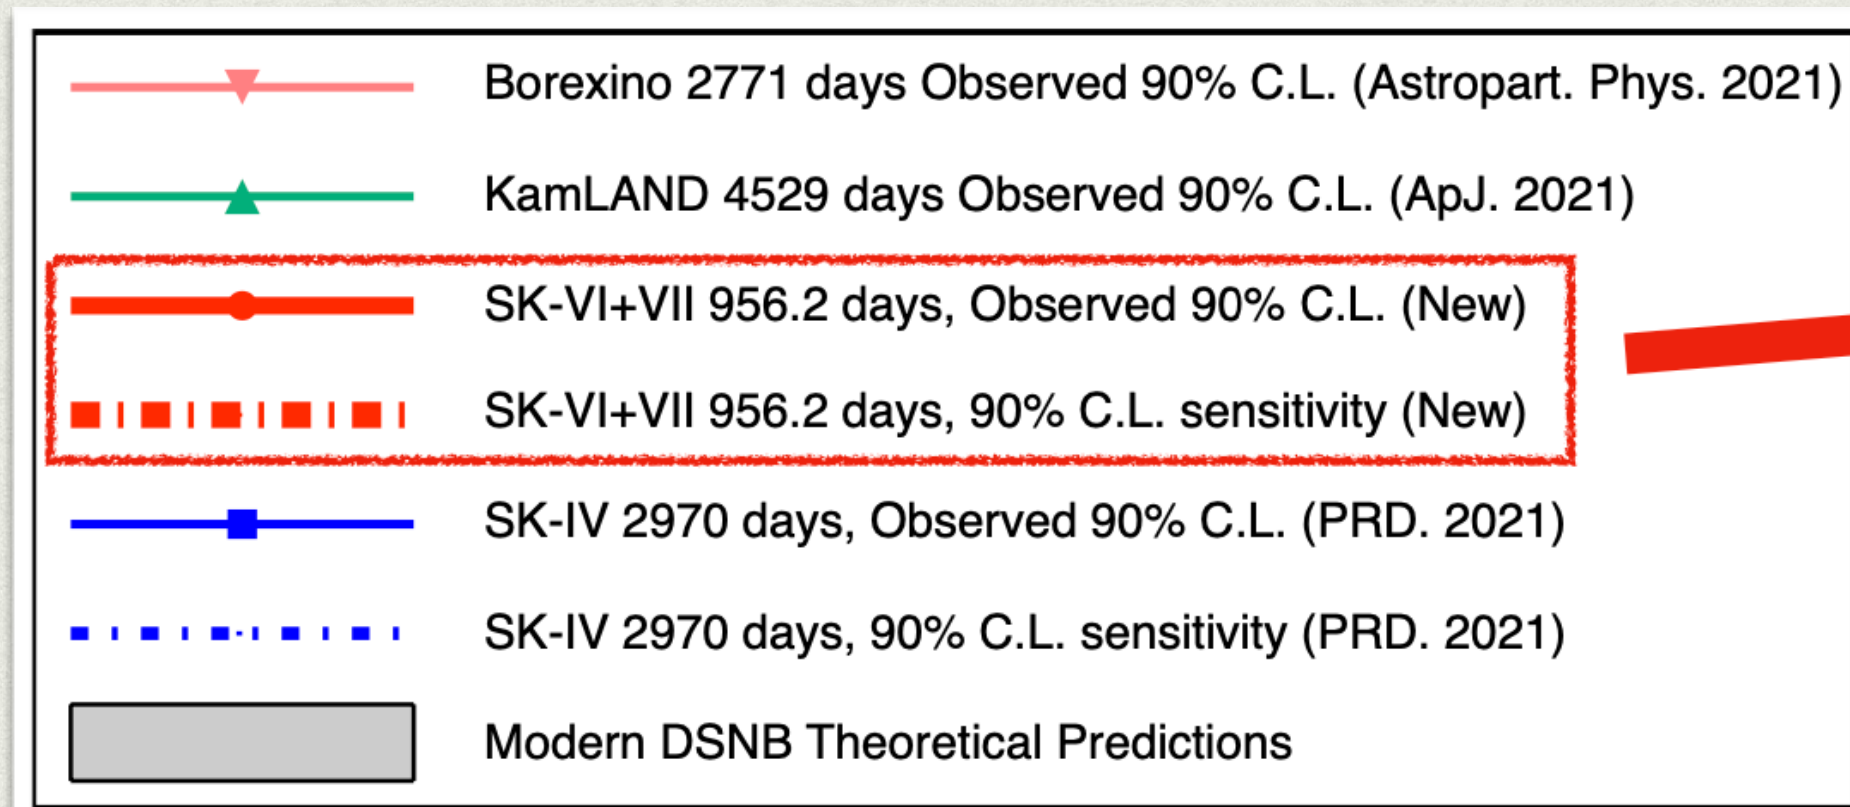 Borexino 2771 days Observed 90% C.L. (Astropart. Phys. 2021)
KamLAND 4529 days Observed 90% C.L. (ApJ. 2021)
SK-VI+VII 956.2 days, Observed 90% C.L. (New)
SK-VI+VII 956.2 days, 90% C.L. sensitivity (New)
SK-IV 2970 days, Observed 90% C.L. (PRD. 2021)
SK-IV 2970 days, 90% C.L. sensitivity (PRD. 2021)
Modern DSNB Theoretical Predictions